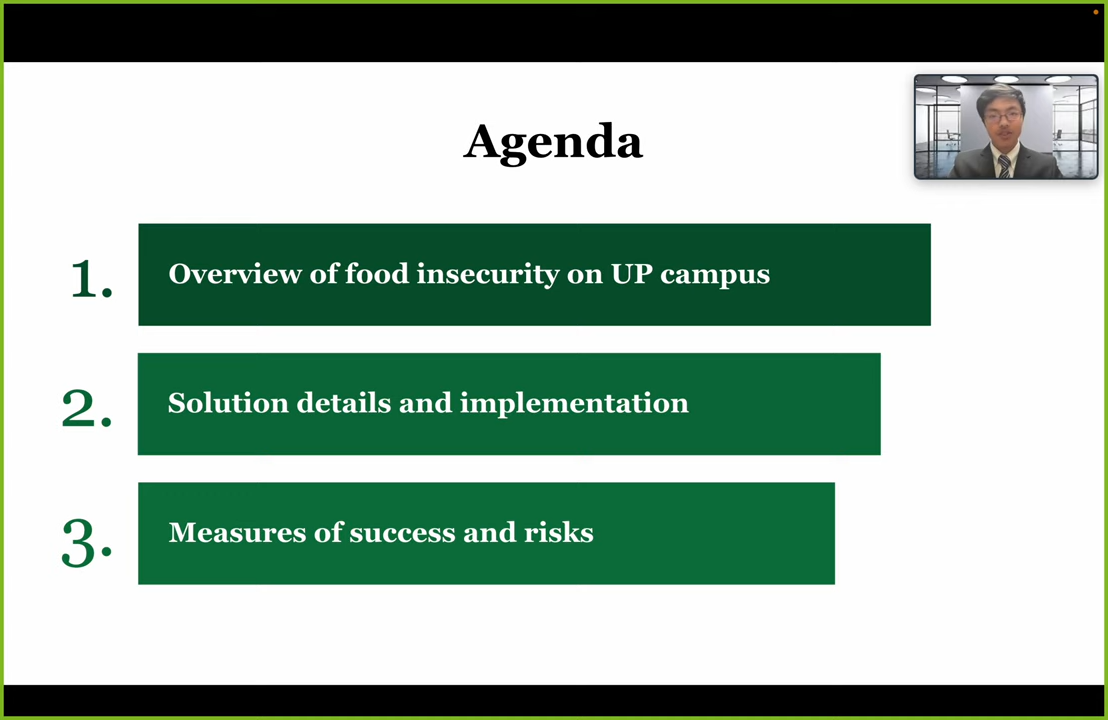 Agenda
1. Overview of food insecurity on UP campus
2. Solution details and implementation
3. Measures of success and risks